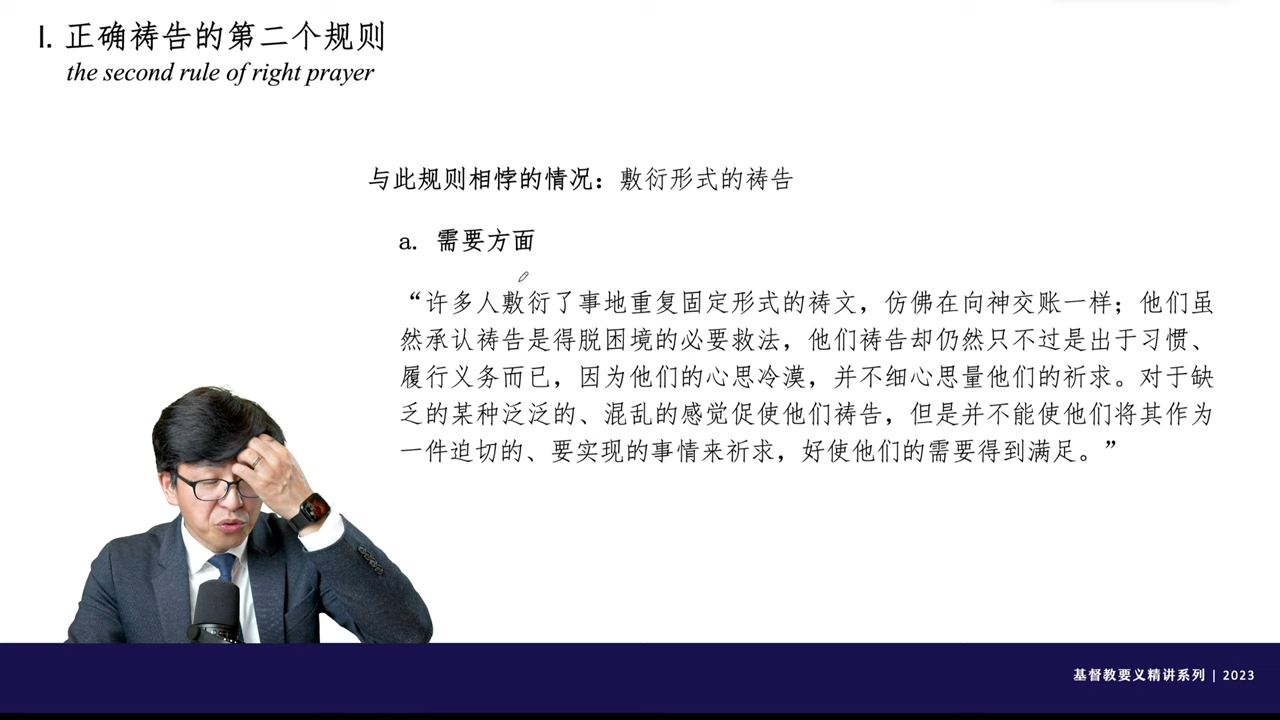 I. 正确祷告的第二个规则
the second rule of right prayer
与此规则相悖的情况：敷衍形式的祷告
a. 需要方面
“许多人敷衍了事地重复固定形式的祷文，仿佛在向神交账一样；他们虽
然承认祷告是得脱困境的必要救法，他们祷告却仍然只不过是出于习惯、
履行义务而已，因为他们的心思冷漠，并不细心思量他们的祈求。对于缺
乏的某种泛泛的、混乱的感觉促使他们祷告，但是并不能使他们将其作为
一件迫切的、要实现的事情来祈求，好使他们的需要得到满足。”
基督教要义精讲系列 | 2023